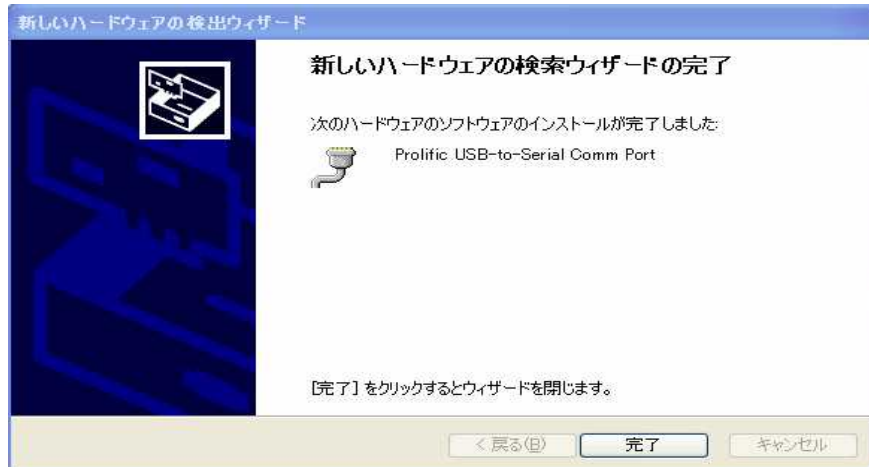 新しいハードウェアの検出ウィザード
新しいハードウェアの検索ウィザードの完了
次のハードウェアのソフトウェアのインストールが完了しました:
Prolific USB-to-Serial Comm Port
[完了] をクリックするとウィザードを閉じます。
< 戻る(B)
完了
キャンセル